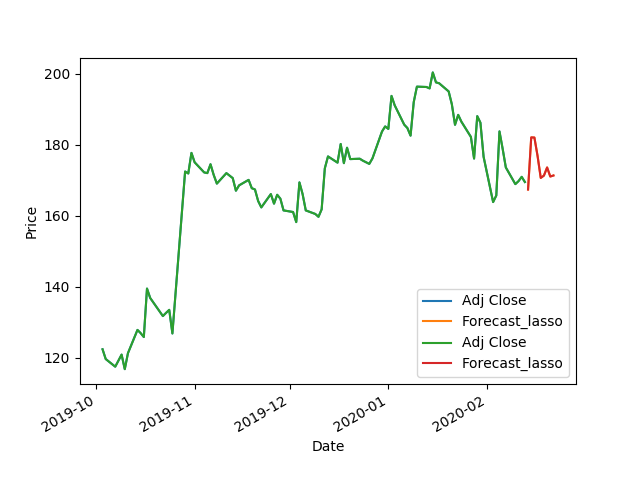 200
180
160
140
120
Price
2019-10
2019-11
2019-12
2020-01
2020-02
Date
Adj Close
Forecast_lasso
Adj Close
Forecast_lasso